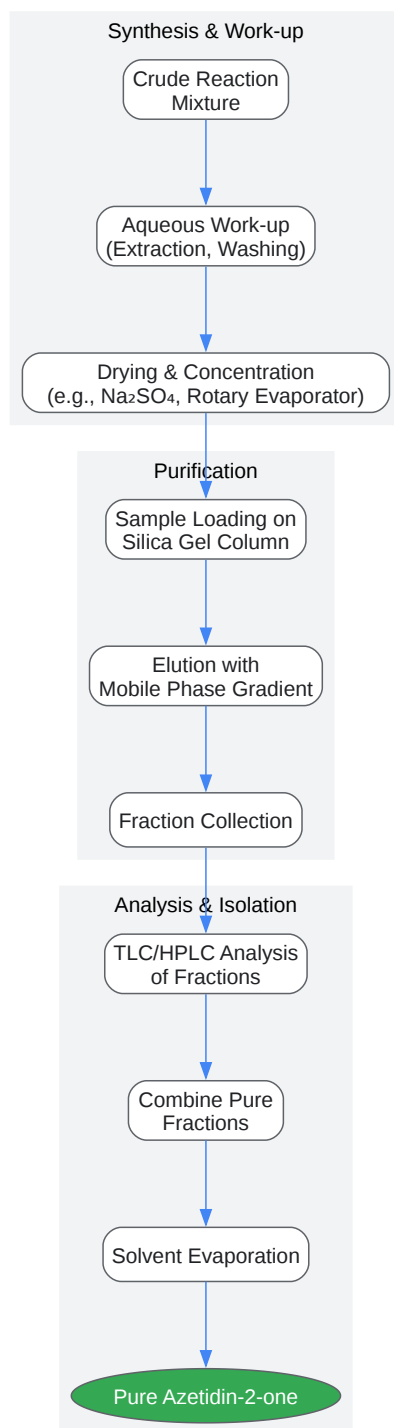 Synthesis & Work-up
Crude Reaction
Mixture
Aqueous Work-up
(Extraction, Washing)
Drying & Concentration
(e.g., Na₂SO₄, Rotary Evaporator)
Purification
Sample Loading on
Silica Gel Column
Elution with
Mobile Phase Gradient
Fraction Collection
Analysis & Isolation
TLC/HPLC Analysis
of Fractions
Combine Pure
Fractions
Solvent Evaporation
Pure Azetidin-2-one